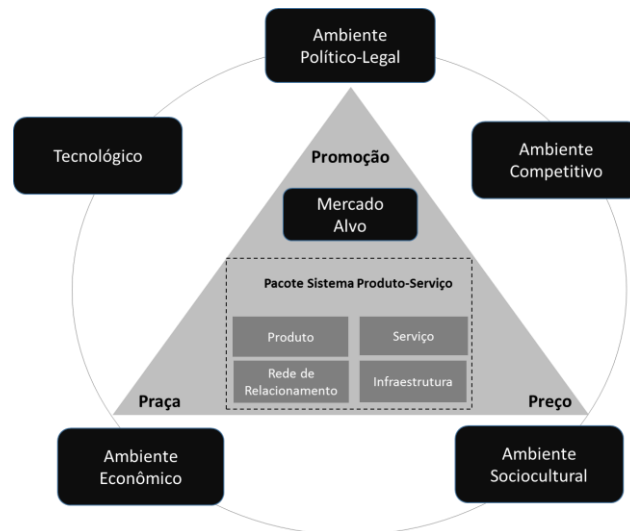 Ambiente
Político-Legal
Tecnológico
Ambiente
Competitivo
Promoção
Mercado
Alvo
Pacote Sistema Produto-Serviço
Produto
Serviço
Rede de
Relacionamento
Infraestrutura
Praça
Preço
Ambiente
Econômico
Ambiente
Sociocultural